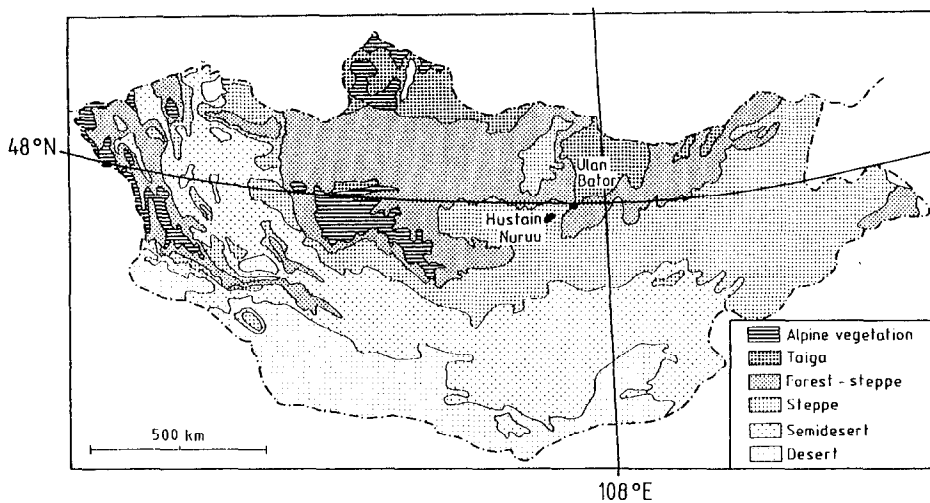 48°N
Ulan
Bator
Hustain
Nuruu
Alpine vegetation
Taiga
Forest - steppe
Steppe
Semidesert
Desert
500 km
108°E